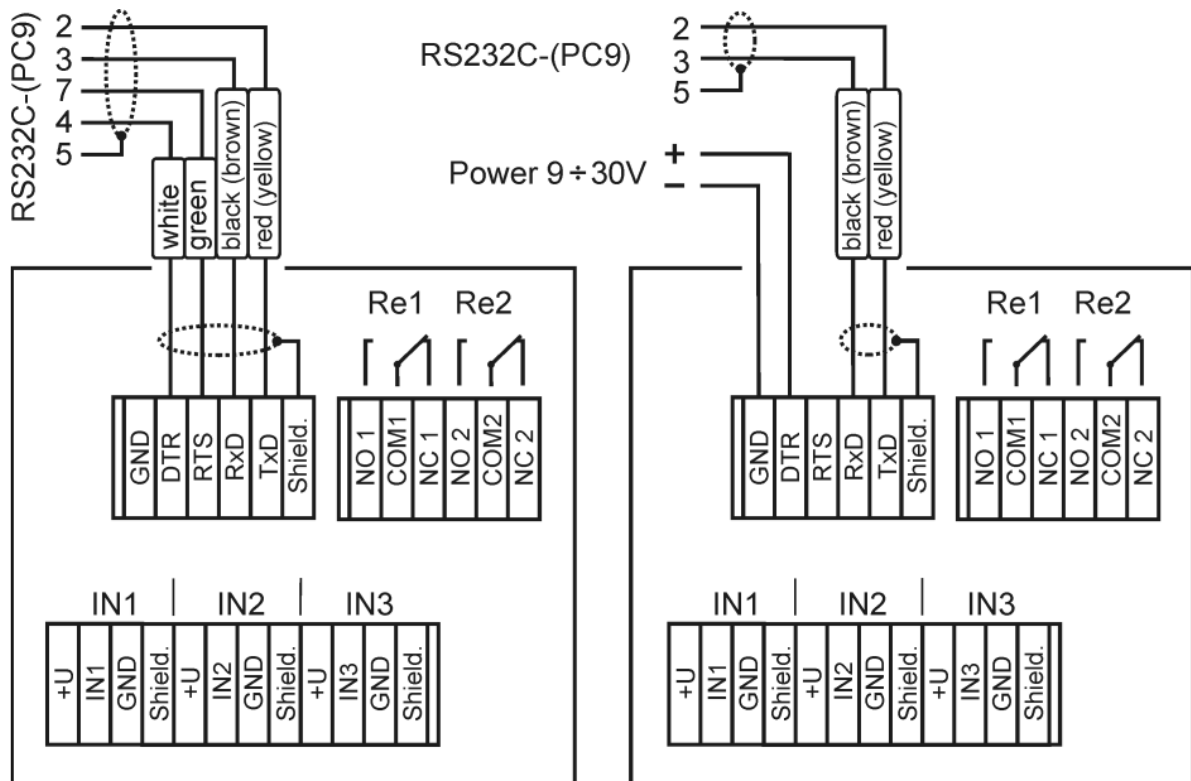 RS232C-(PC9)
2
3
7
4
5
white
green
black (brown)
red (yellow)
Re1 Re2
GND DTR RTS RxD TxD Shield.
NO 1 COM1 NC 1 NO 2 COM2 NC 2
IN1 IN2 IN3
+U IN1 GND Shield. +U IN2 GND Shield. +U IN3 GND Shield.
RS232C-(PC9)
2
3
5
Power 9÷30V + −
black (brown)
red (yellow)
Re1 Re2
GND DTR RTS RxD TxD Shield.
NO 1 COM1 NC 1 NO 2 COM2 NC 2
IN1 IN2 IN3
+U IN1 GND Shield. +U IN2 GND Shield. +U IN3 GND Shield.